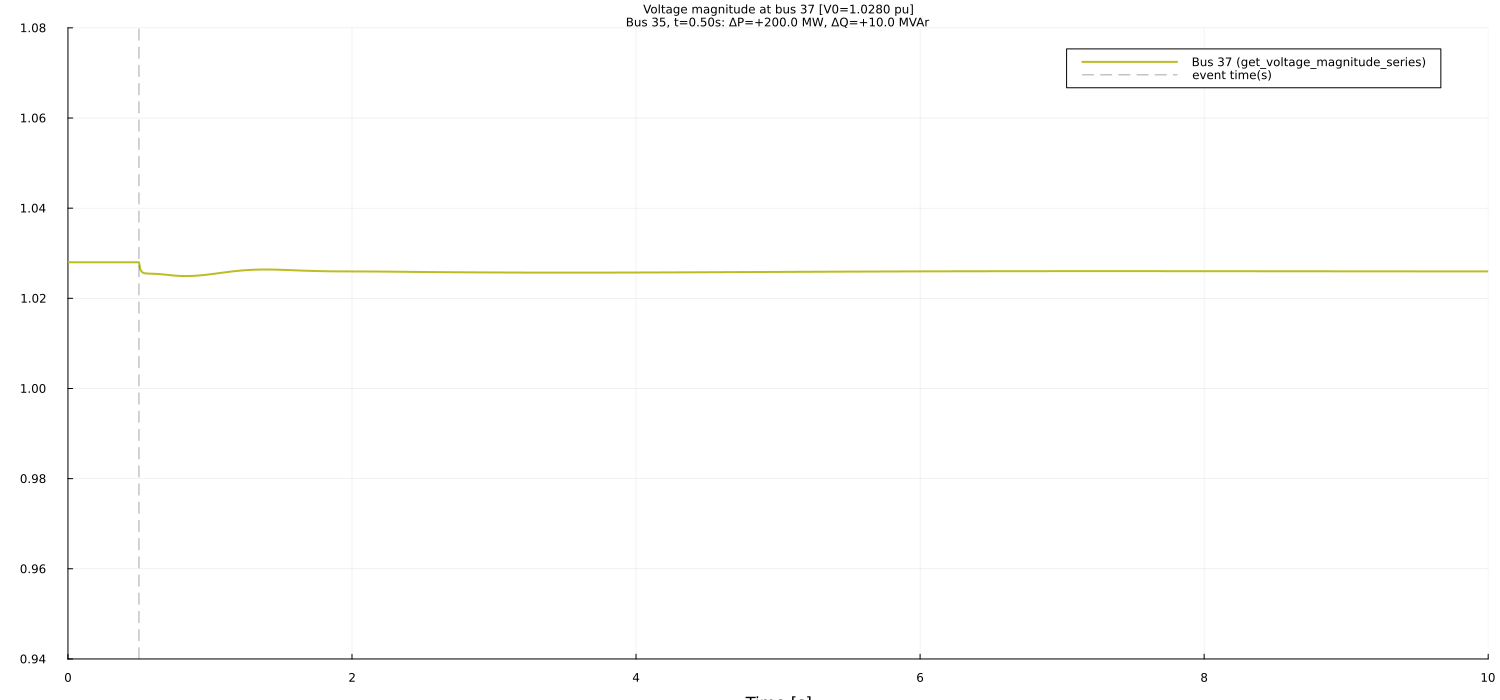 Voltage magnitude at bus 37 [V0=1.0280 pu]
Bus 35, t=0.50s: ΔP=+200.0 MW, ΔQ=+10.0 MVAr
Bus 37 (get_voltage_magnitude_series)
event time(s)
1.08
1.06
1.04
1.02
1.00
0.98
0.96
0.94
0 2 4 6 8 10
Time [s]